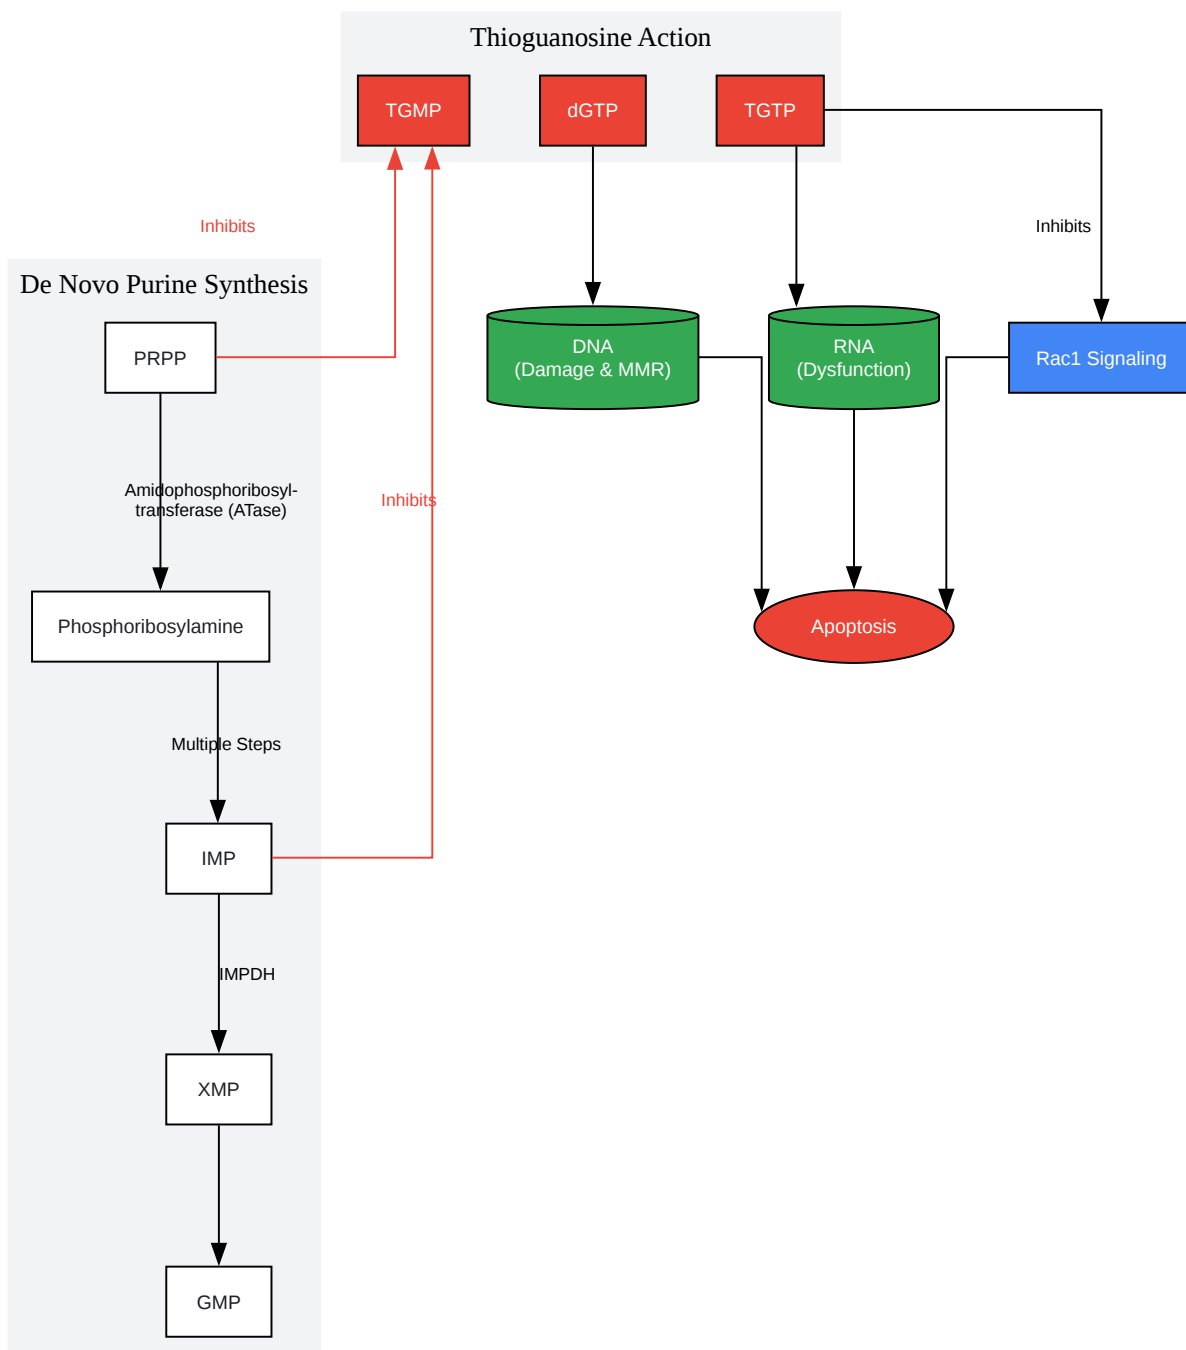 Thioguanosine Action
TGMP
dGTP
TGTP
Inhibits
Inhibits
De Novo Purine Synthesis
PRPP
DNA
(Damage & MMR)
RNA
(Dysfunction)
Rac1 Signaling
Amidophosphoribosyl-
transferase (ATase)
Inhibits
Phosphoribosylamine
Apoptosis
Multiple Steps
IMP
IMPDH
XMP
GMP